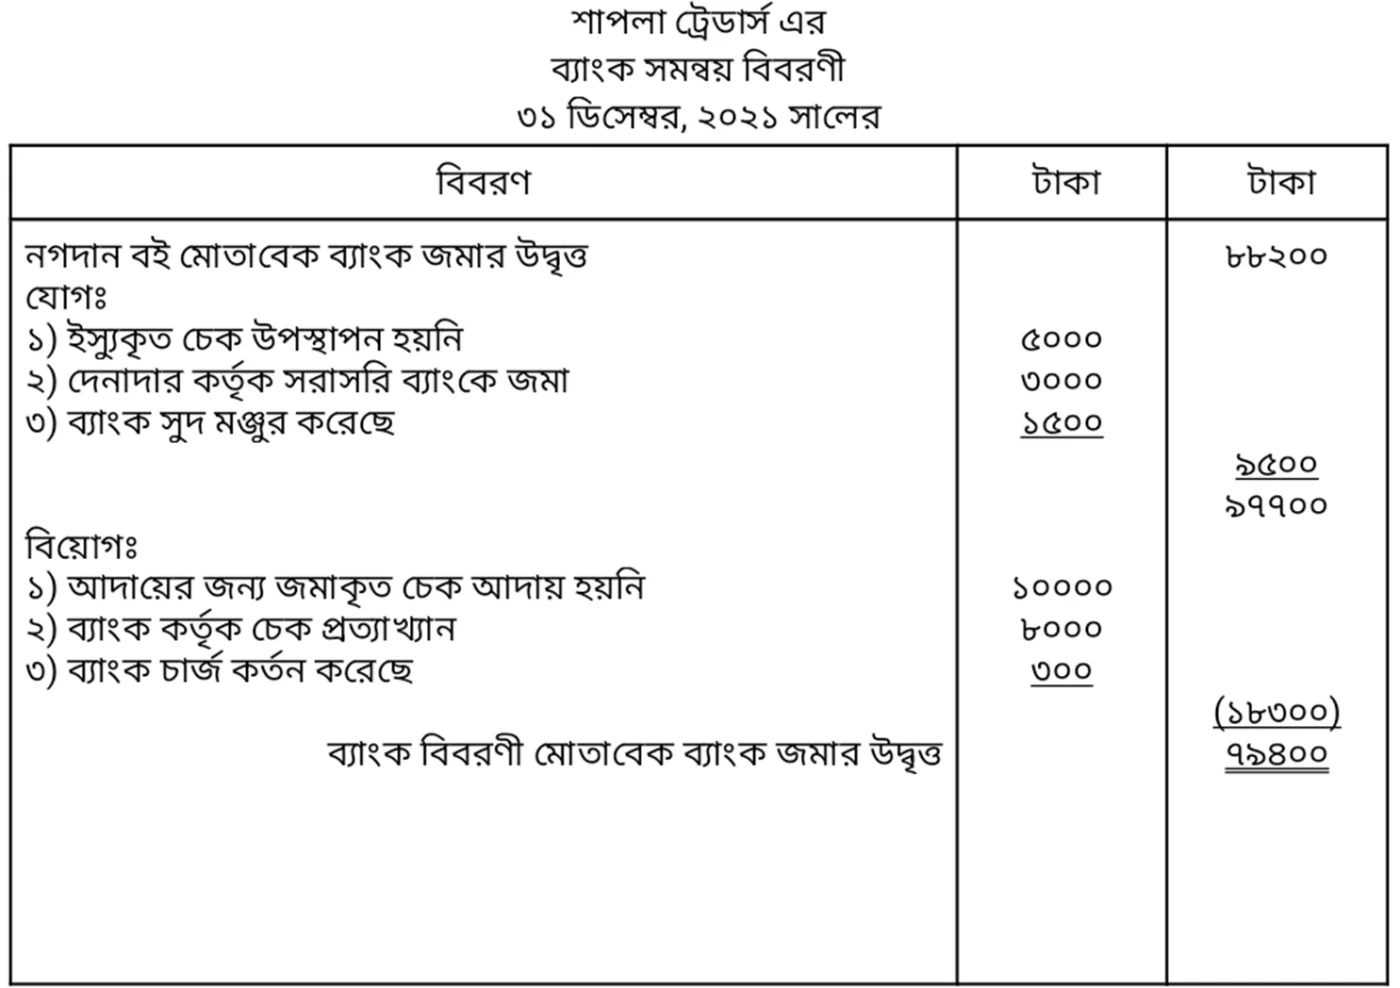 শাপলা ট্রেডার্স এর
ব্যাংক সমন্বয় বিবরণী
৩১ ডিসেম্বর, ২০২১ সালের
বিবরণ টাকা টাকা
নগদান বই মোতাবেক ব্যাংক জমার উদ্বৃত্ত ৮৮২০০
যোগঃ
১) ইস্যুকৃত চেক উপস্থাপন হয়নি ৫০০০
২) দেনাদার কর্তৃক সরাসরি ব্যাংকে জমা ৩০০০
৩) ব্যাংক সুদ মঞ্জুর করেছে ১৫০০
৯৫০০
৯৭৭০০
বিয়োগঃ
১) আদায়ের জন্য জমাকৃত চেক আদায় হয়নি ১০০০০
২) ব্যাংক কর্তৃক চেক প্রত্যাখ্যান ৮০০০
৩) ব্যাংক চার্জ কর্তন করেছে ৩০০
(১৮৩০০)
ব্যাংক বিবরণী মোতাবেক ব্যাংক জমার উদ্বৃত্ত ৭৯৪০০